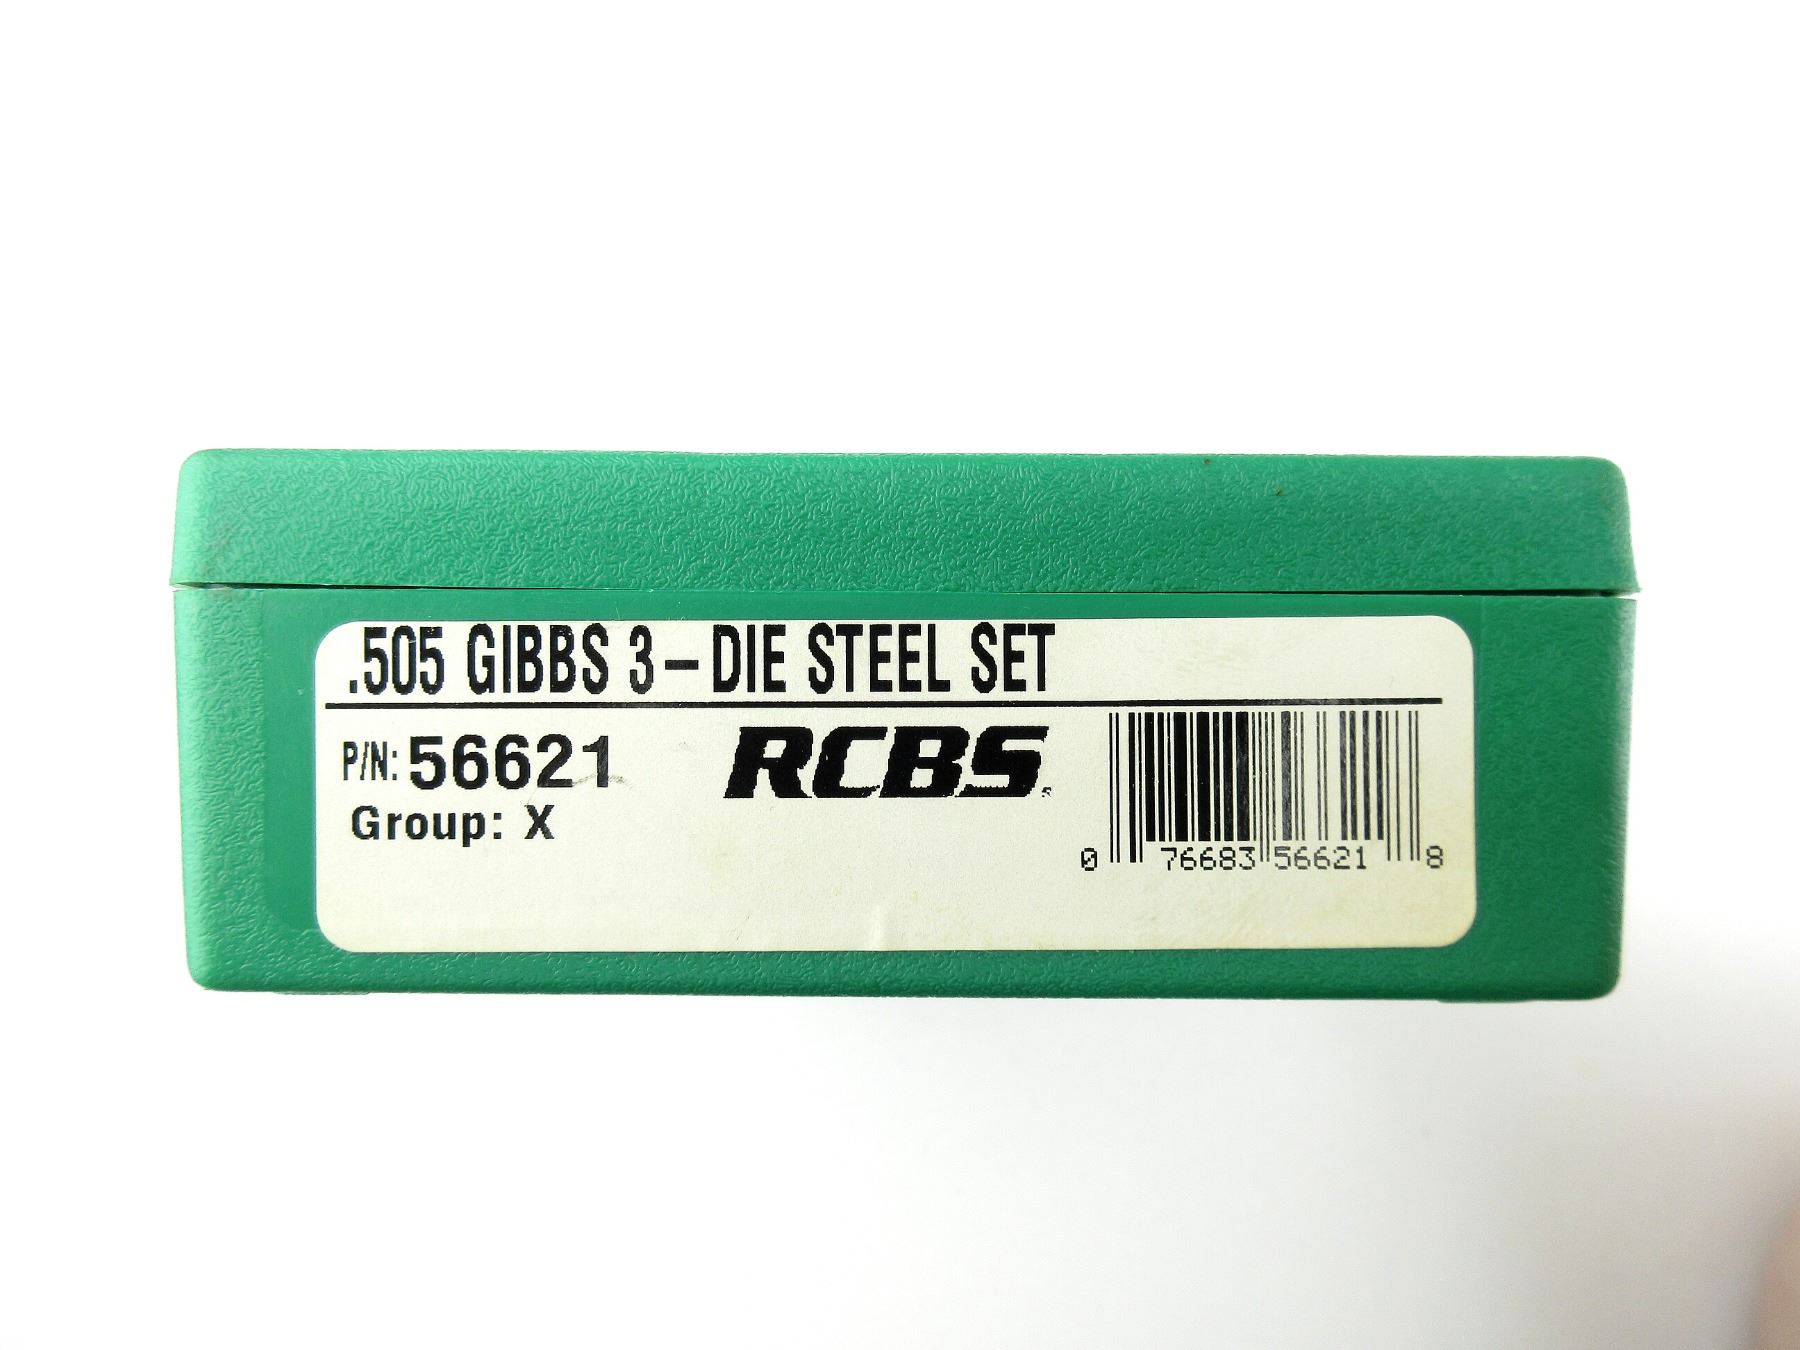 .505 GIBBS 3-DIE STEEL SET
P/N: 56621
RCBS
Group: X
0 76683 56621 8